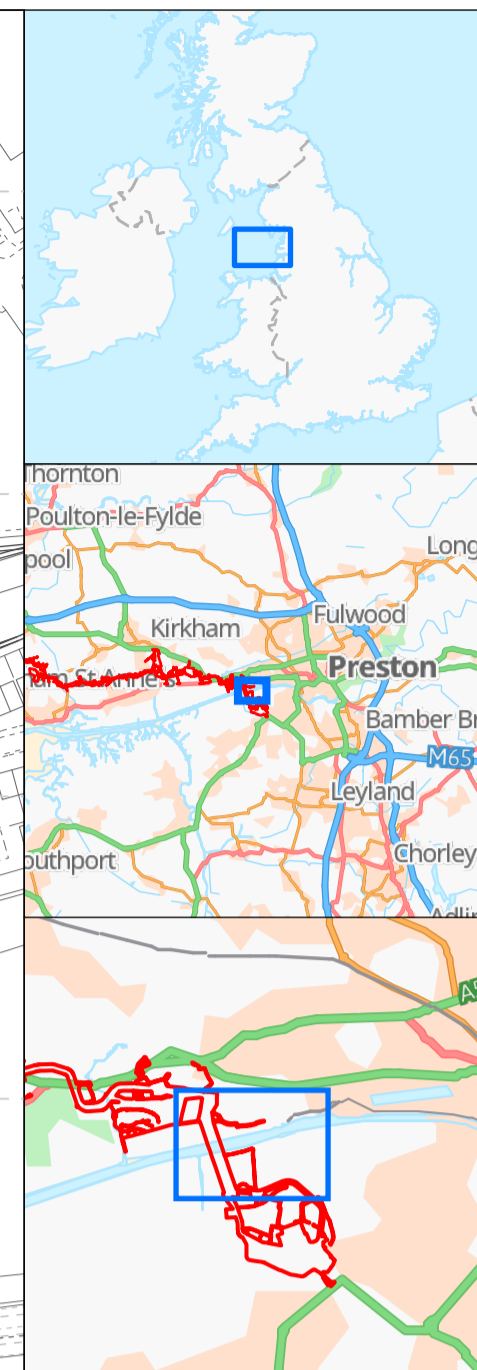 Thornton
Poulton-le-Fylde
pool
Long
Kirkham
Fulwood
Preston
ham St Anne's
Bamber Br
M65
Leyland
Chorley
outhport
Adlin
A5